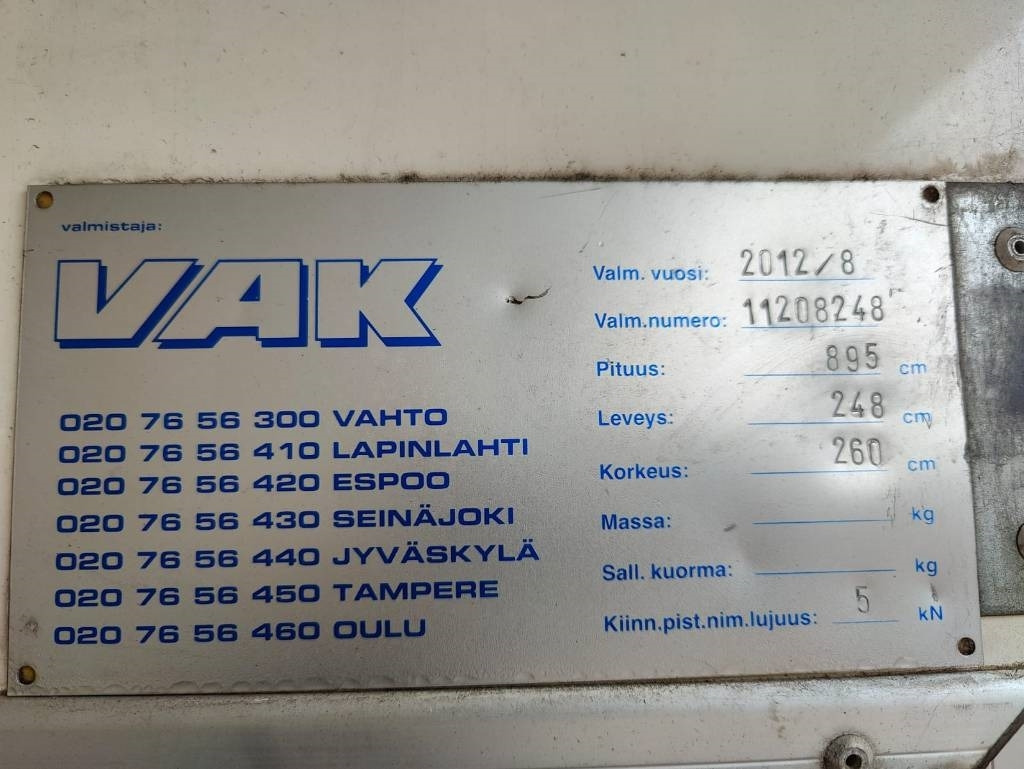 valmistaja:
VAK
020 76 56 300 VAHTO
020 76 56 410 LAPINLAHTI
020 76 56 420 ESPOO
020 76 56 430 SEINÄJOKI
020 76 56 440 JYVÄSKYLÄ
020 76 56 450 TAMPERE
020 76 56 460 OULU
Valm. vuosi: 2012/8
Valm.numero: 11208248
Pituus: 895 cm
Leveys: 248 cm
Korkeus: 260 cm
Massa: kg
Sall. kuorma: kg
Kiinn.pist.nim.lujuus: 5 kN